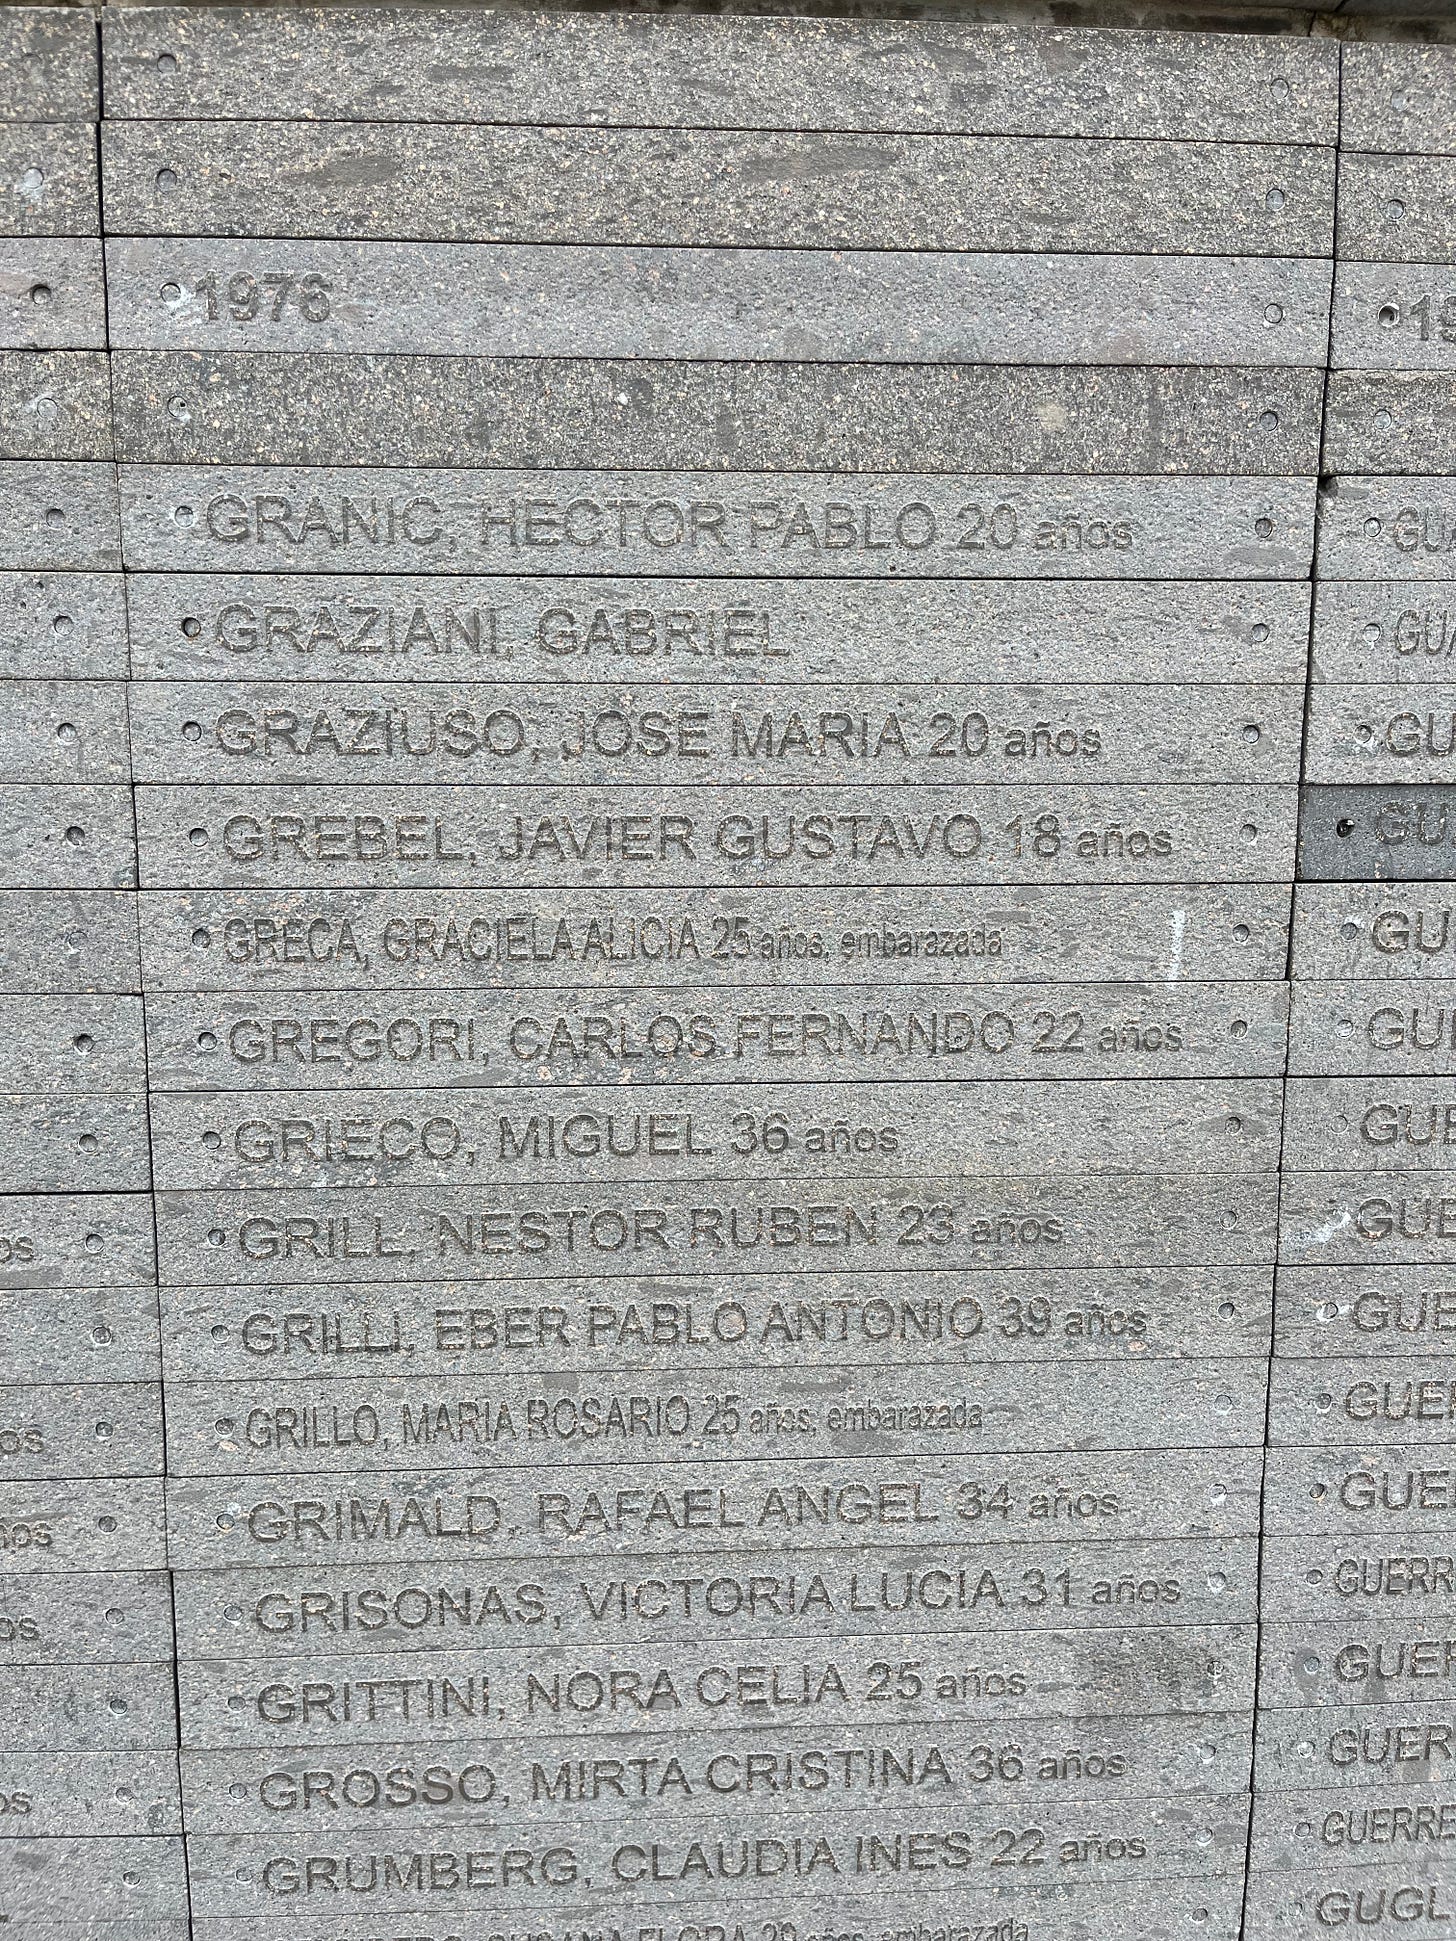 1976
GRANIC, HECTOR PABLO 20 años
GRAZIANI, GABRIEL
GRAZIUSO, JOSE MARIA 20 años
GREBEL, JAVIER GUSTAVO 18 años
GRECA, GRACIELA ALICIA 25 años, embarazada
GREGORI, CARLOS FERNANDO 22 años
GRIECO, MIGUEL 36 años
GRILL, NESTOR RUBEN 23 años
GRILLI, EBER PABLO ANTONIO 39 años
GRILLO, MARIA ROSARIO 25 años, embarazada
GRIMALD, RAFAEL ANGEL 34 años
GRISONAS, VICTORIA LUCIA 31 años
GRITTINI, NORA CELIA 25 años
GROSSO, MIRTA CRISTINA 36 años
GRUMBERG, CLAUDIA INES 22 años
FLORA años, embarazada